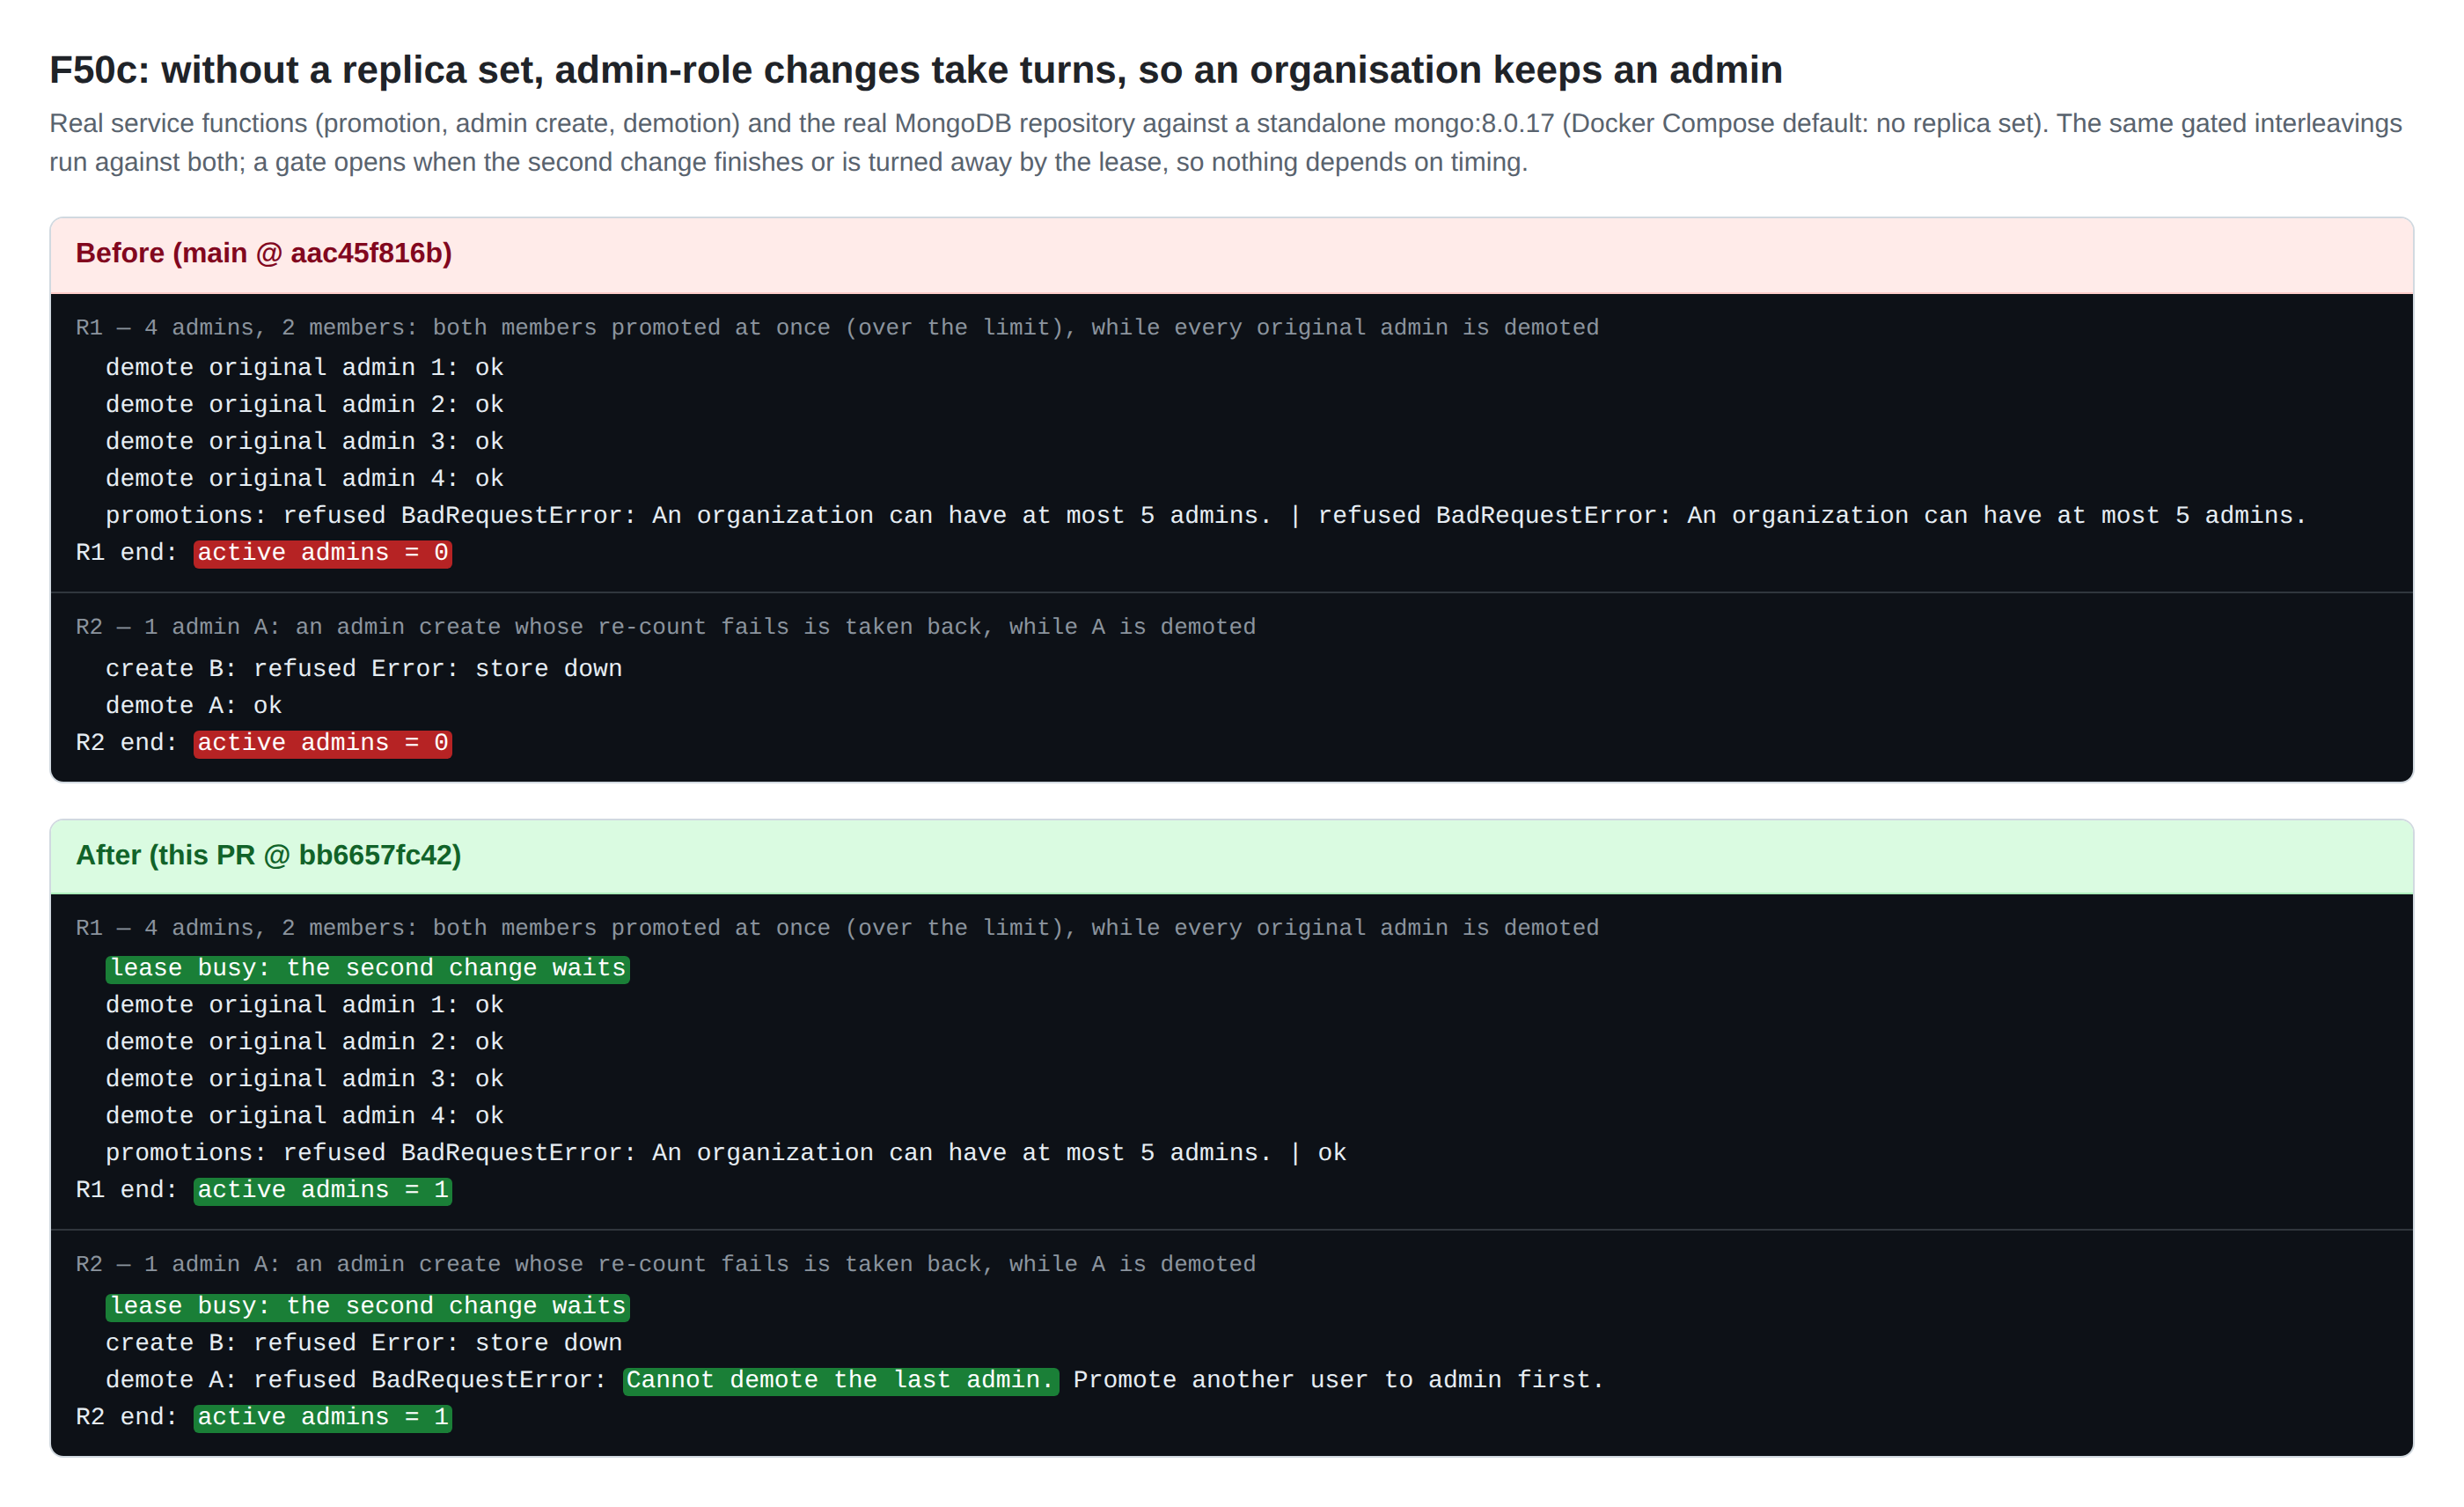 F50c: without a replica set, admin-role changes take turns, so an organisation keeps an admin
Real service functions (promotion, admin create, demotion) and the real MongoDB repository against a standalone mongo:8.0.17 (Docker Compose default: no replica set). The same gated interleavings
run against both; a gate opens when the second change finishes or is turned away by the lease, so nothing depends on timing.
Before (main @ aac45f816b)
R1 — 4 admins, 2 members: both members promoted at once (over the limit), while every original admin is demoted
demote original admin 1: ok
demote original admin 2: ok
demote original admin 3: ok
demote original admin 4: ok
promotions: refused BadRequestError: An organization can have at most 5 admins. | refused BadRequestError: An organization can have at most 5 admins.
R1 end: active admins = 0
R2 — 1 admin A: an admin create whose re-count fails is taken back, while A is demoted
create B: refused Error: store down
demote A: ok
R2 end: active admins = 0
After (this PR @ bb6657fc42)
R1 — 4 admins, 2 members: both members promoted at once (over the limit), while every original admin is demoted
lease busy: the second change waits
demote original admin 1: ok
demote original admin 2: ok
demote original admin 3: ok
demote original admin 4: ok
promotions: refused BadRequestError: An organization can have at most 5 admins. | ok
R1 end: active admins = 1
R2 — 1 admin A: an admin create whose re-count fails is taken back, while A is demoted
lease busy: the second change waits
create B: refused Error: store down
demote A: refused BadRequestError: Cannot demote the last admin. Promote another user to admin first.
R2 end: active admins = 1